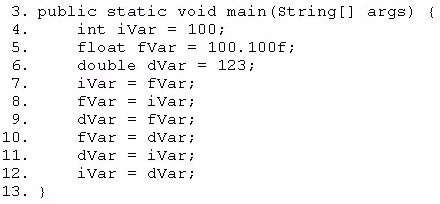 3. public static void main(String[] args) {
4.     int iVar = 100;
5.     float fVar = 100.100f;
6.     double dVar = 123;
7.     iVar = fVar;
8.     fVar = iVar;
9.     dVar = fVar;
10.     fVar = dVar;
11.     dVar = iVar;
12.     iVar = dVar;
13. }